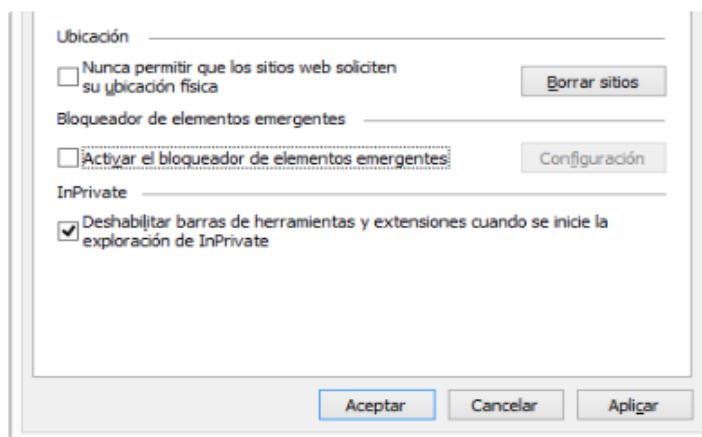 Ubicación
Nunca permitir que los sitios web soliciten
su ubicación física
Borrar sitios
Bloqueador de elementos emergentes
Activar el bloqueador de elementos emergentes
Configuración
InPrivate
Deshabilitar barras de herramientas y extensiones cuando se inicie la
exploración de InPrivate
Aceptar Cancelar Aplicar